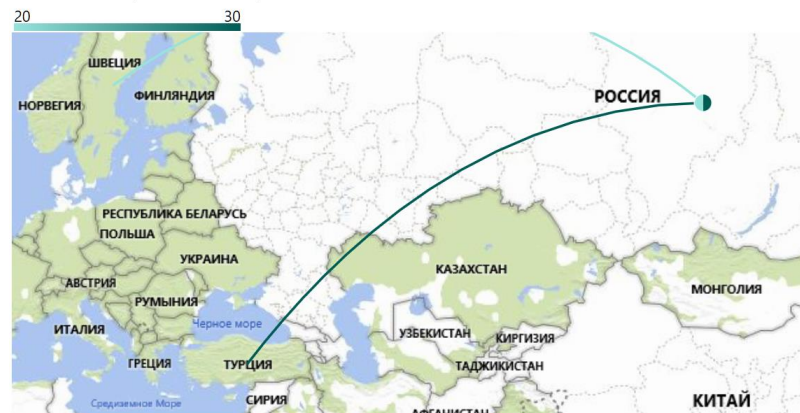 20 30
ШВЕЦИЯ
НОРВЕГИЯ
ФИНЛЯНДИЯ
РОССИЯ
РЕСПУБЛИКА БЕЛАРУСЬ
ПОЛЬША
УКРАИНА
АВСТРИЯ
КАЗАХСТАН
МОНГОЛИЯ
РУМЫНИЯ
Черное море
ИТАЛИЯ
УЗБЕКИСТАН
КИРГИЗИЯ
ГРЕЦИЯ
ТУРЦИЯ
ТАДЖИКИСТАН
Средиземное Море
СИРИЯ
КИТАЙ
АФГАНИСТАН